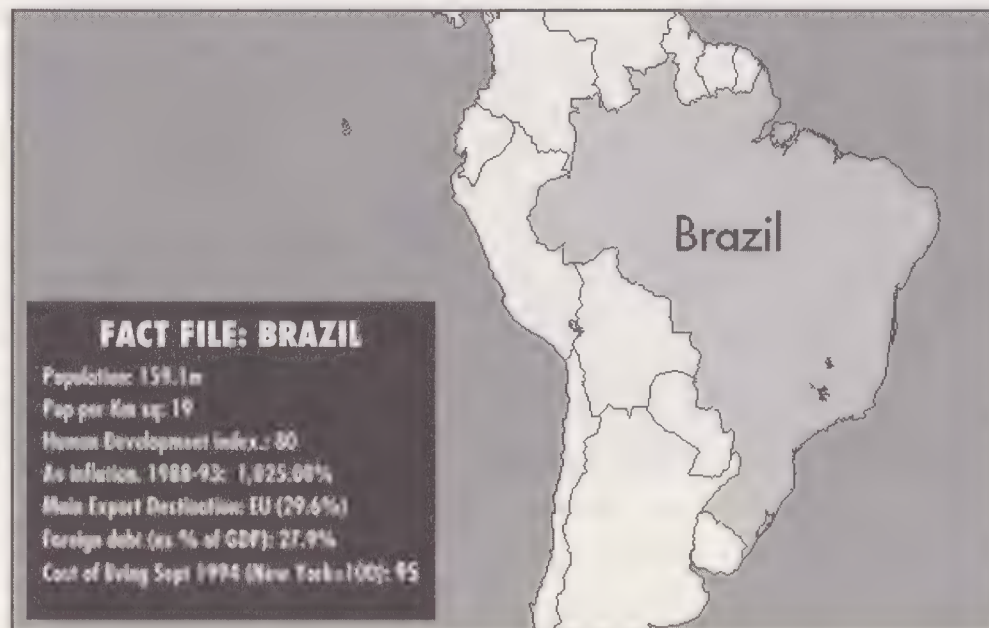 Brazil
FACT FILE: BRAZIL
Population: 159.1m
Pop per Km sq: 19
Human Development index.: 80
Av inflation. 1988-93: 1,825.00%
Main Export Destination: EU (29.6%)
Foreign debt (as % of GDP): 27.9%
Cost of living Sept 1994 (New York=100): 95